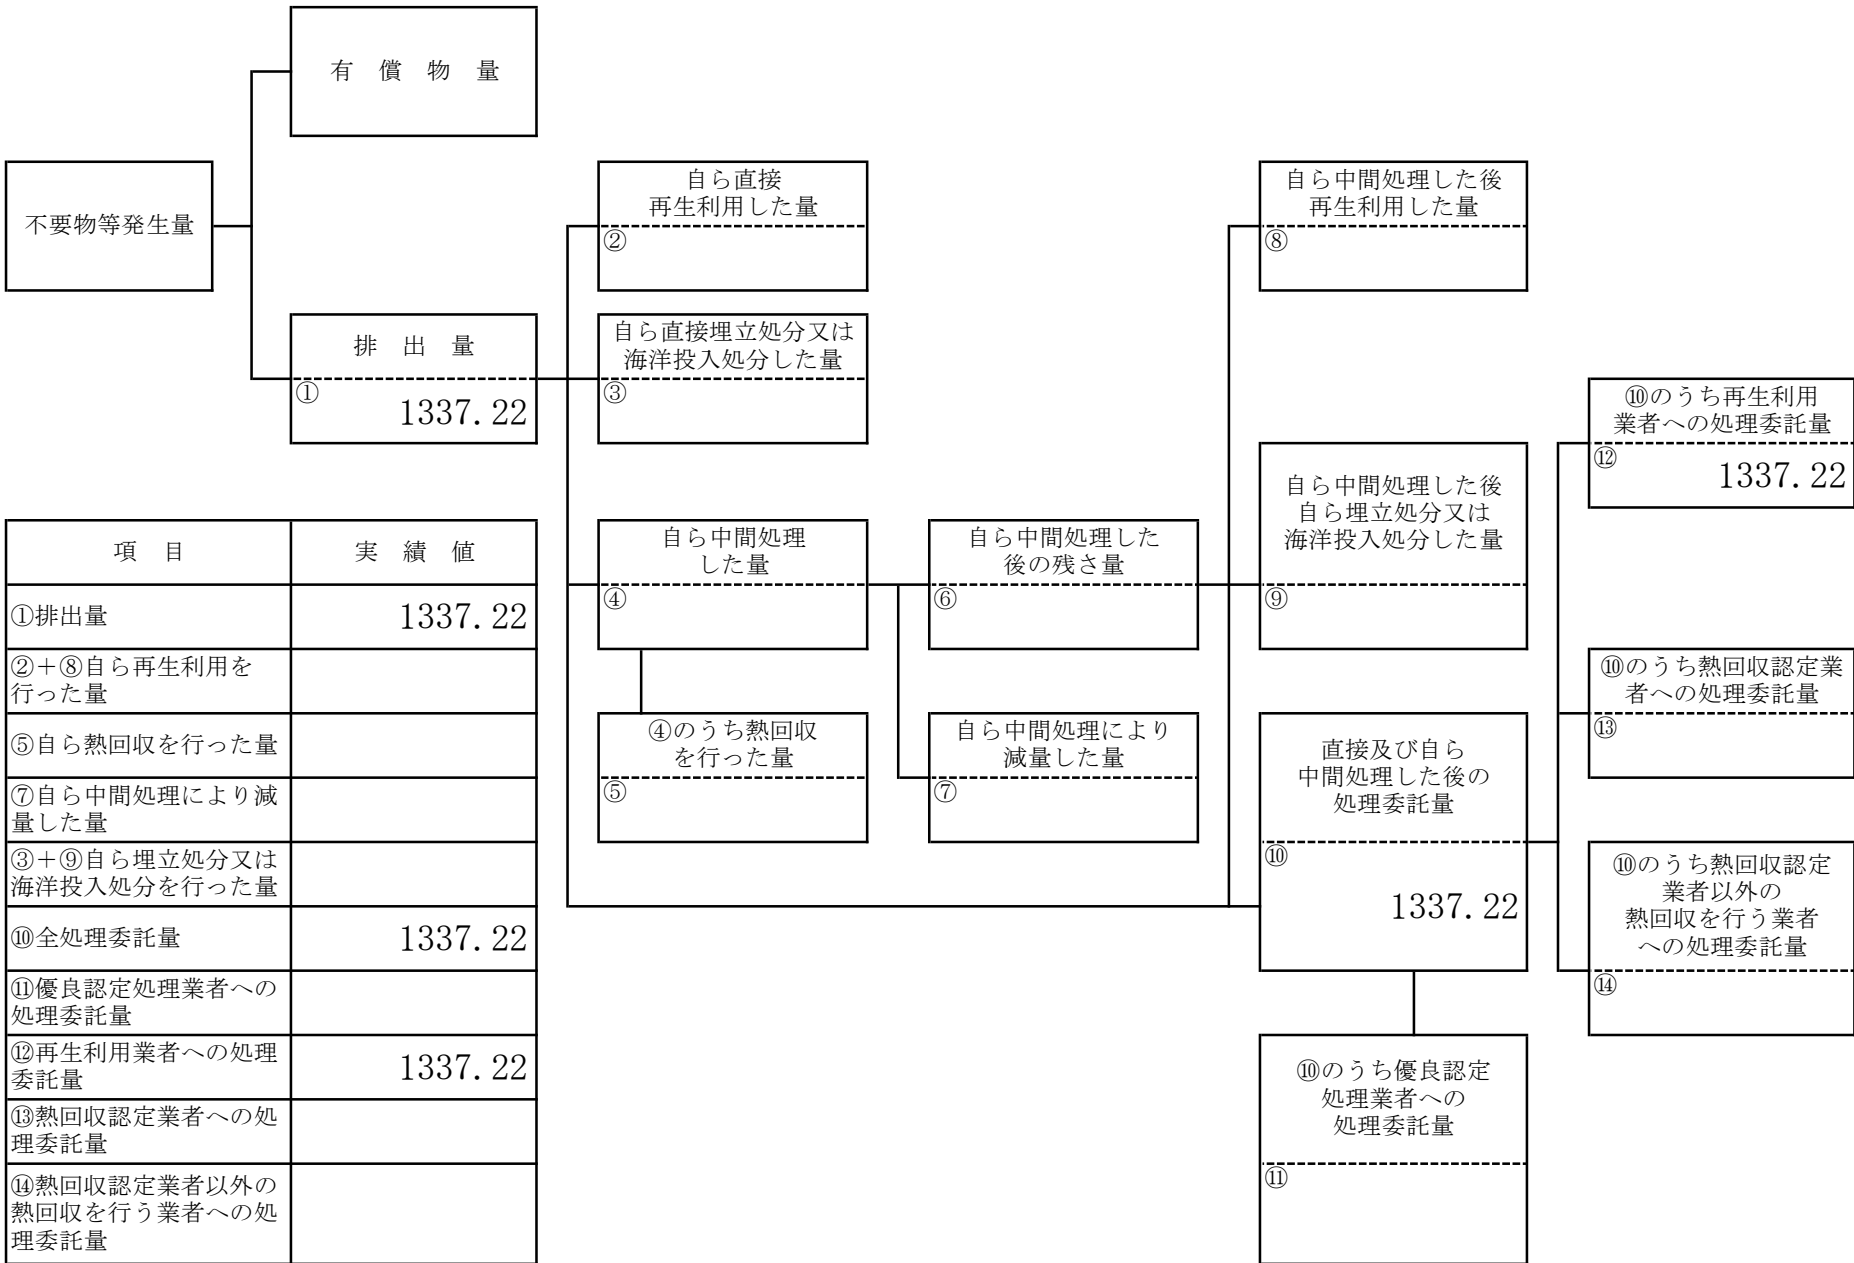 有　償　物　量
不要物等発生量
排　出　量
①
1337.22
自ら直接
再生利用した量
②
自ら直接埋立処分又は
海洋投入処分した量
③
自ら中間処理
した量
④
④のうち熱回収
を行った量
⑤
自ら中間処理した
後の残さ量
⑥
自ら中間処理により
減量した量
⑦
自ら中間処理した後
再生利用した量
⑧
自ら中間処理した後
自ら埋立処分又は
海洋投入処分した量
⑨
直接及び自ら
中間処理した後の
処理委託量
⑩
1337.22
⑩のうち優良認定
処理業者への
処理委託量
⑪
⑩のうち再生利用
業者への処理委託量
⑫
1337.22
⑩のうち熱回収認定業
者への処理委託量
⑬
⑩のうち熱回収認定
業者以外の
熱回収を行う業者
への処理委託量
⑭
項　目　実　績　値
①排出量　1337.22
②＋⑧自ら再生利用を
行った量
⑤自ら熱回収を行った量
⑦自ら中間処理により減
量した量
③＋⑨自ら埋立処分又は
海洋投入処分を行った量
⑩全処理委託量　1337.22
⑪優良認定処理業者への
処理委託量
⑫再生利用業者への処理
委託量　1337.22
⑬熱回収認定業者への処
理委託量
⑭熱回収認定業者以外の
熱回収を行う業者への処
理委託量